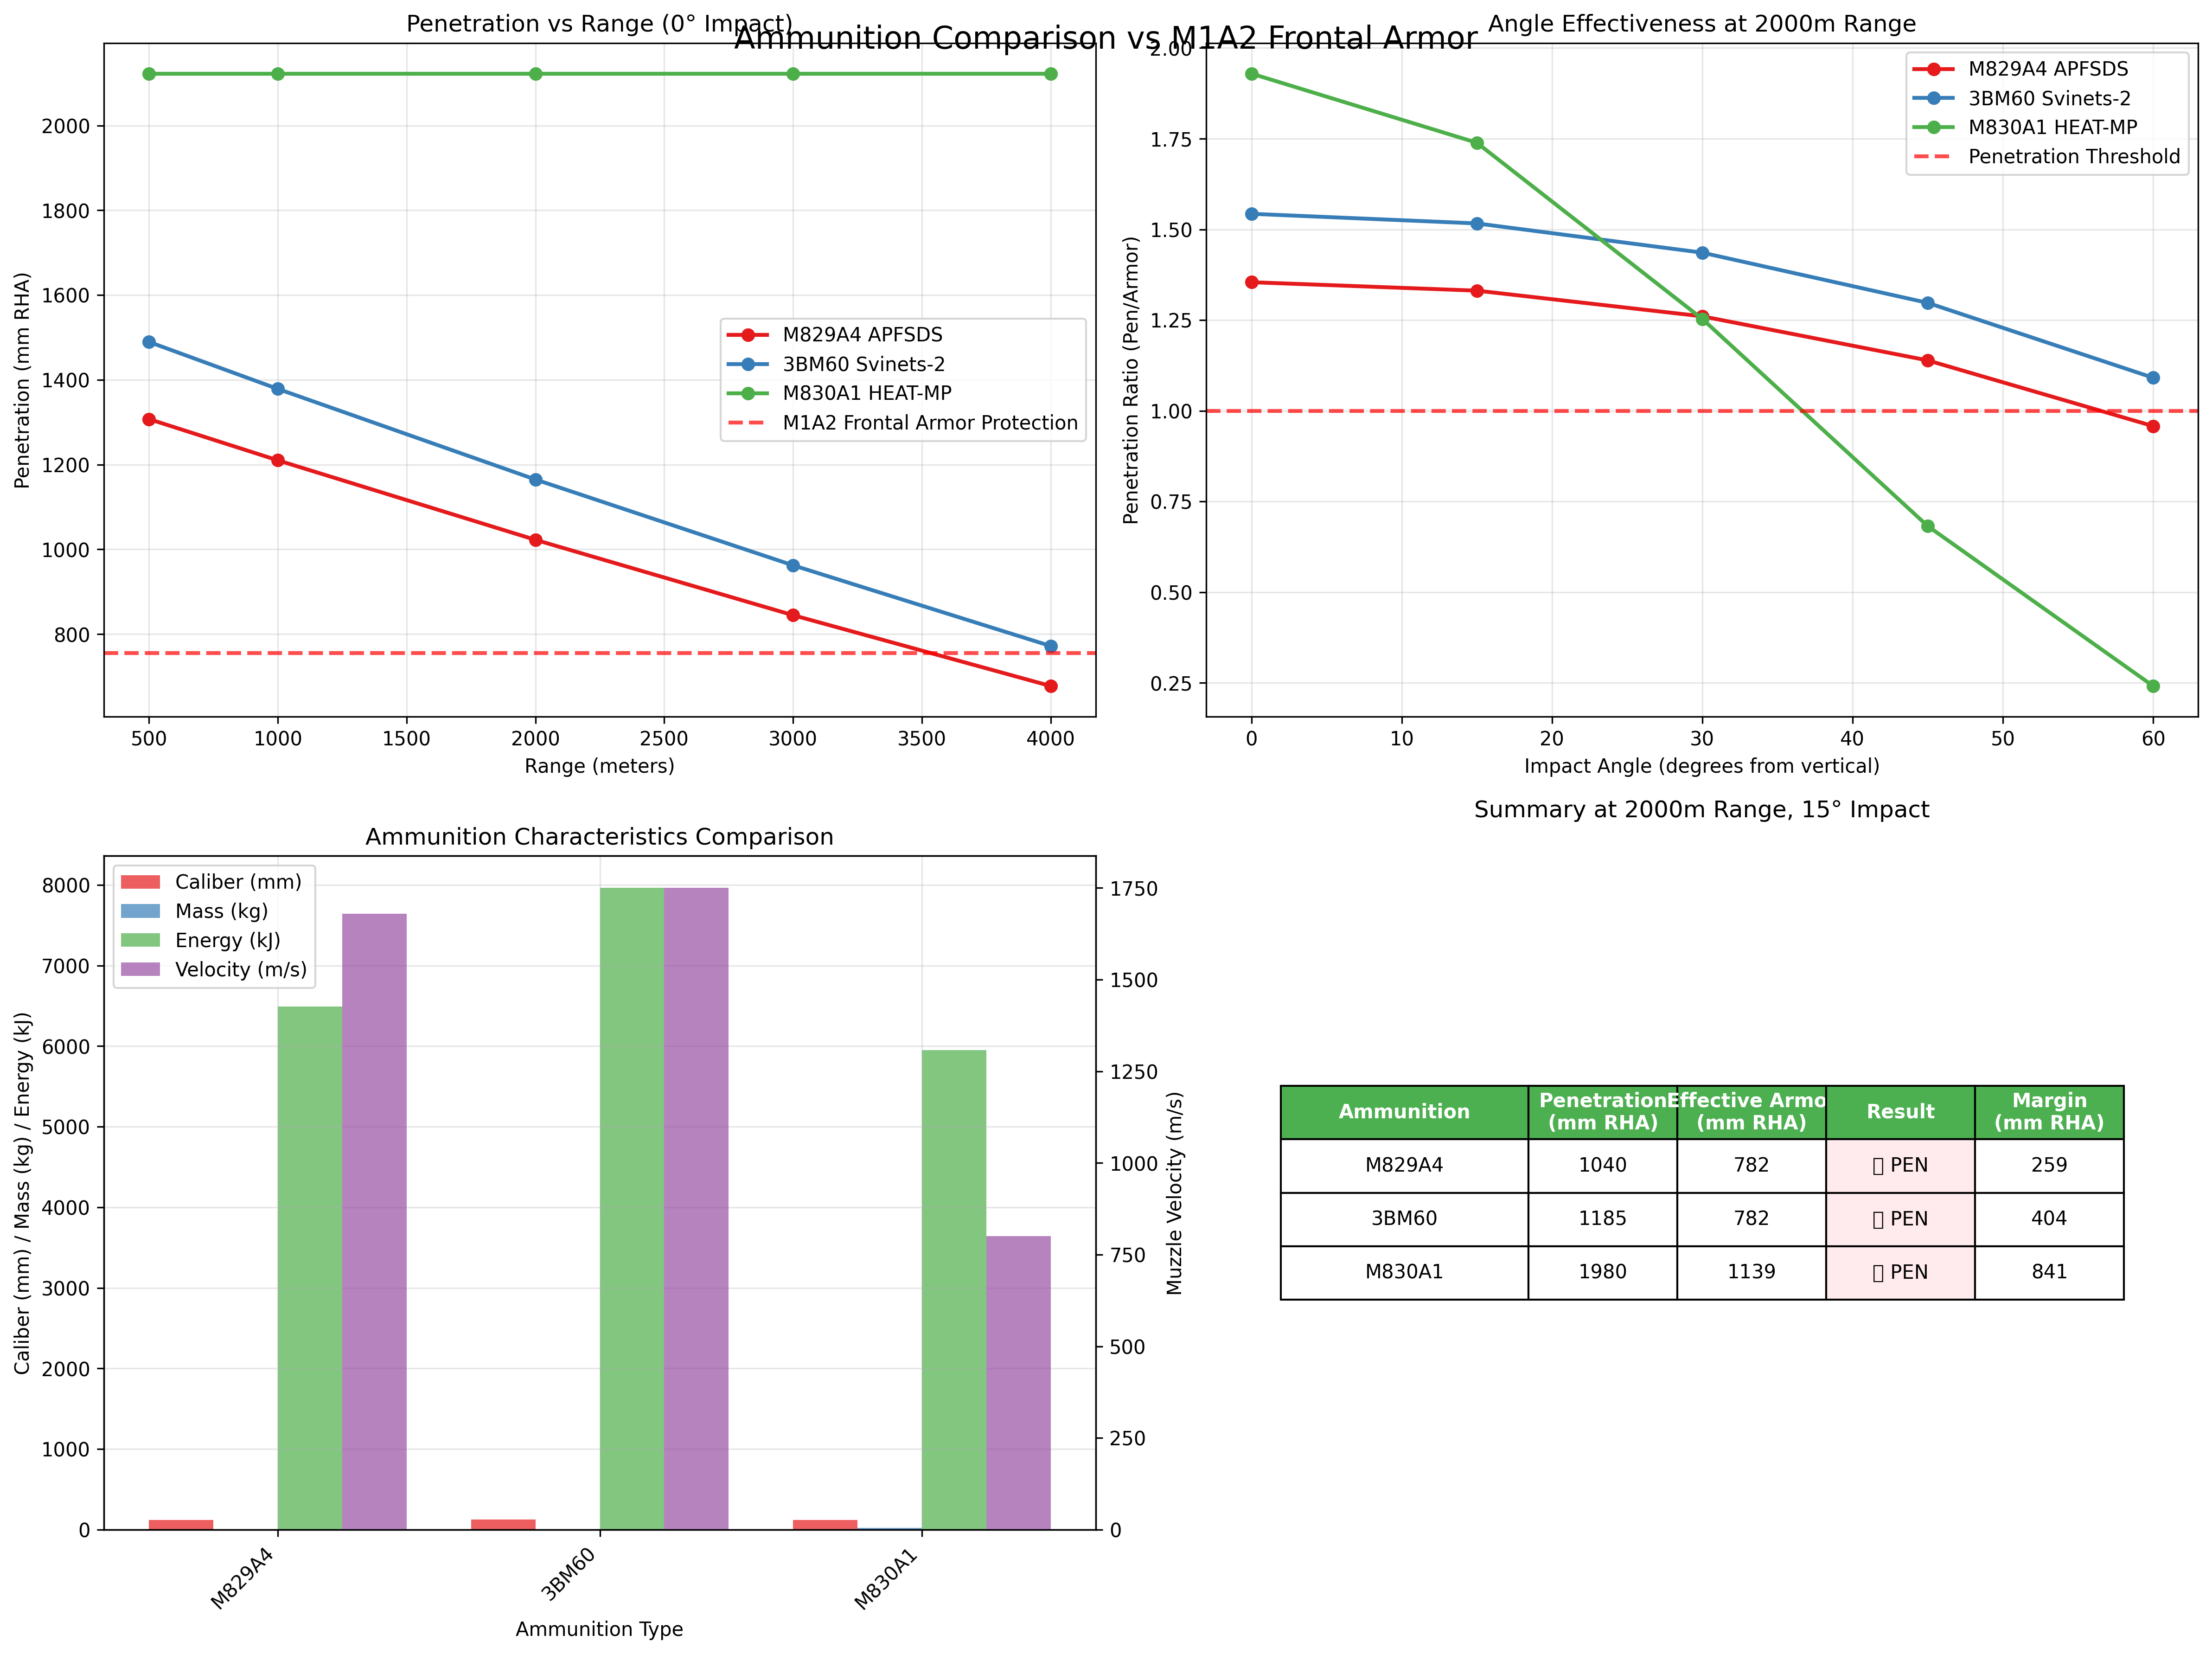 Ammunition Comparison vs M1A2 Frontal Armor
Penetration vs Range (0° Impact)
Penetration (mm RHA)
2000
1800
1600
1400
1200
1000
800
M829A4 APFSDS
3BM60 Svinets-2
M830A1 HEAT-MP
M1A2 Frontal Armor Protection
500
1000
1500
2000
2500
3000
3500
4000
Range (meters)
Angle Effectiveness at 2000m Range
Penetration Ratio (Pen/Armor)
2.00
1.75
1.50
1.25
1.00
0.75
0.50
0.25
M829A4 APFSDS
3BM60 Svinets-2
M830A1 HEAT-MP
Penetration Threshold
0
10
20
30
40
50
60
Impact Angle (degrees from vertical)
Ammunition Characteristics Comparison
Caliber (mm) / Mass (kg) / Energy (kJ)
8000
7000
6000
5000
4000
3000
2000
1000
0
Caliber (mm)
Mass (kg)
Energy (kJ)
Velocity (m/s)
1750
1500
1250
1000
750
500
250
0
Muzzle Velocity (m/s)
M829A4
3BM60
M830A1
Ammunition Type
Summary at 2000m Range, 15° Impact
Ammunition
Penetration
(mm RHA)
Effective Armo
(mm RHA)
Result
Margin
(mm RHA)
M829A4 1040 782 PEN 259
3BM60 1185 782 PEN 404
M830A1 1980 1139 PEN 841